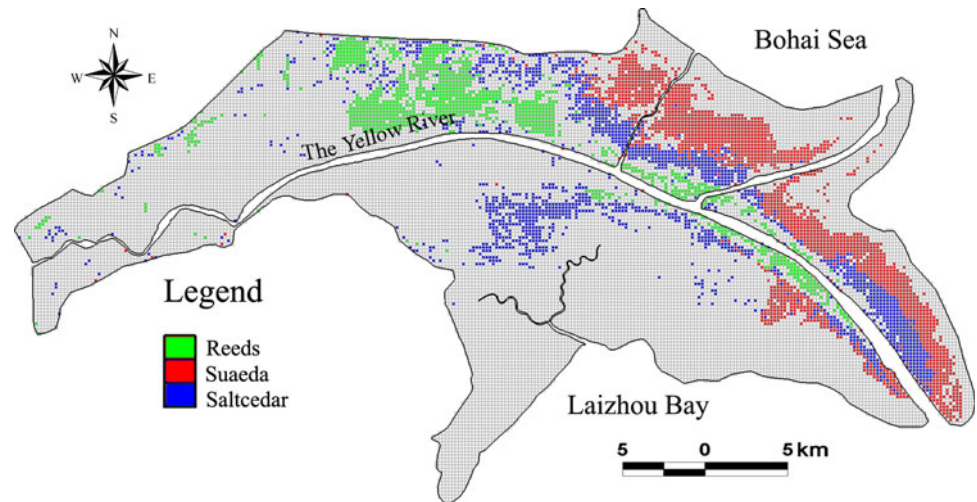 N
W E
S
Bohai Sea
The Yellow River
Legend
Reeds
Suaeda
Saltcedar
Laizhou Bay
5 0 5 km